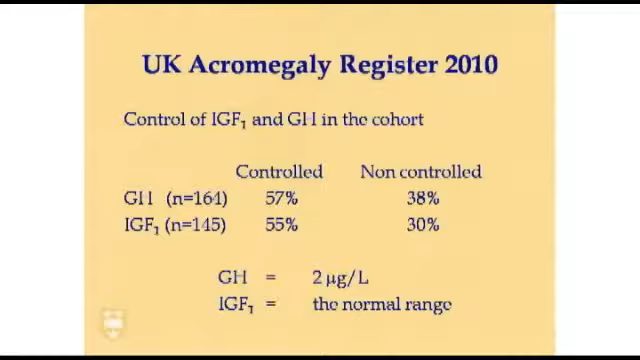 UK Acromegaly Register 2010
Control of IGF₁ and GH in the cohort
Controlled Non controlled
GH (n=164) 57% 38%
IGF₁ (n=145) 55% 30%
GH = 2 µg/L
IGF₁ = the normal range